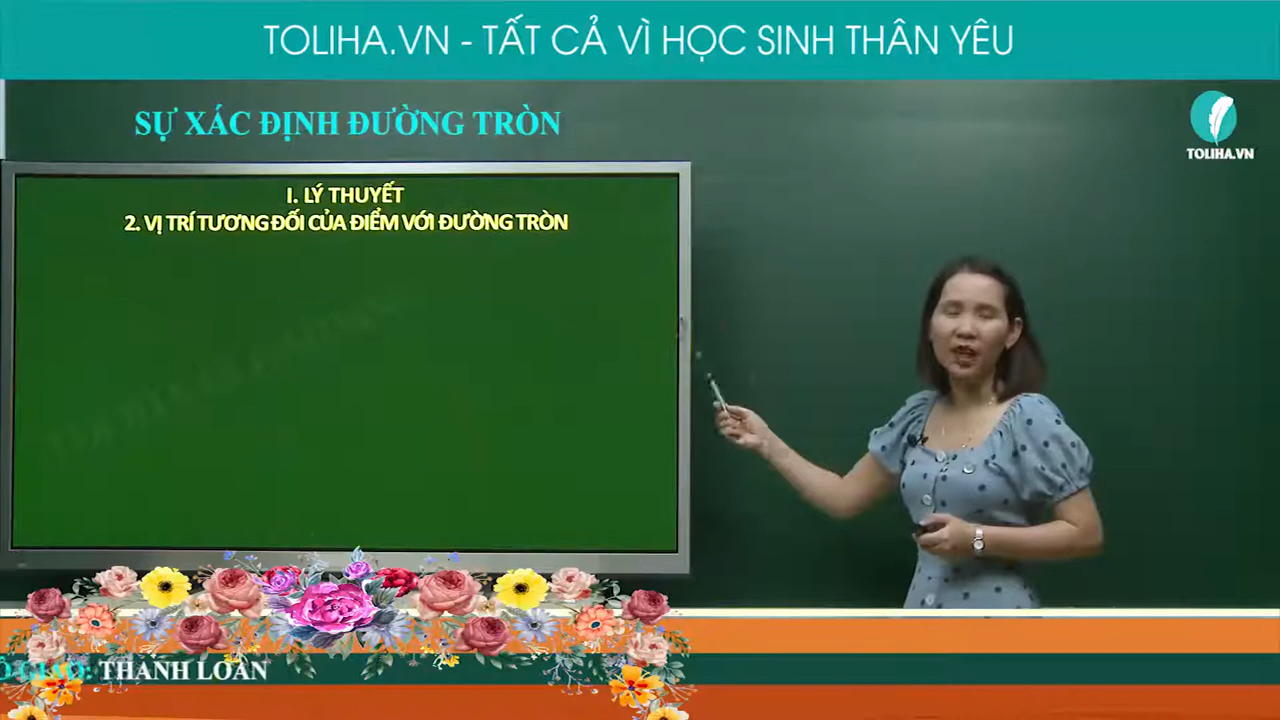 TOLIHA.VN - TẤT CẢ VÌ HỌC SINH THÂN YÊU
SỰ XÁC ĐỊNH ĐƯỜNG TRÒN
TOLIHA.VN
I. LÝ THUYẾT
2. VỊ TRÍ TƯƠNG ĐỐI CỦA ĐIỂM VỚI ĐƯỜNG TRÒN
GIÁO: THANH LOAN